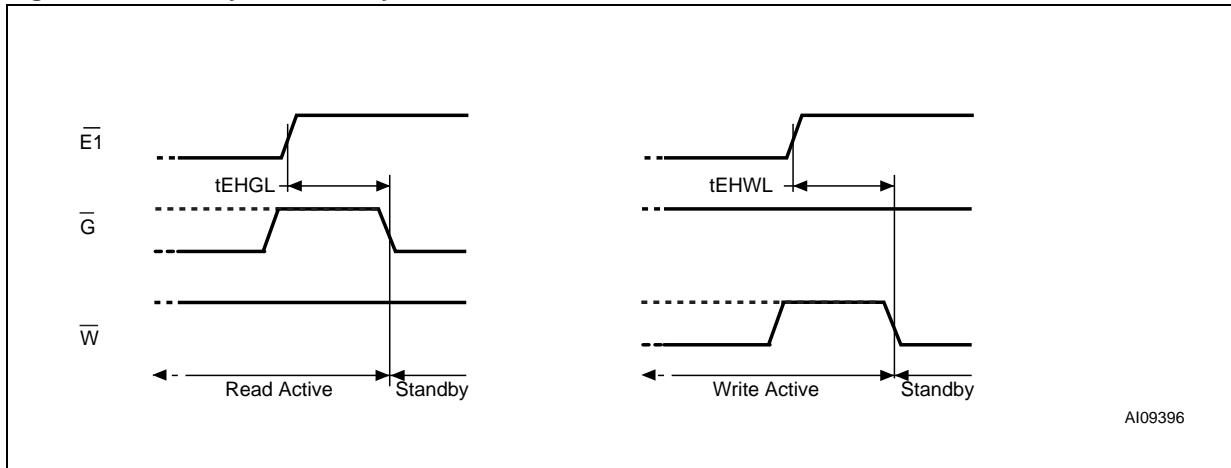 E1
tEHGL
tEHWL
G
W
Read Active
Standby
Write Active
Standby
AI09396